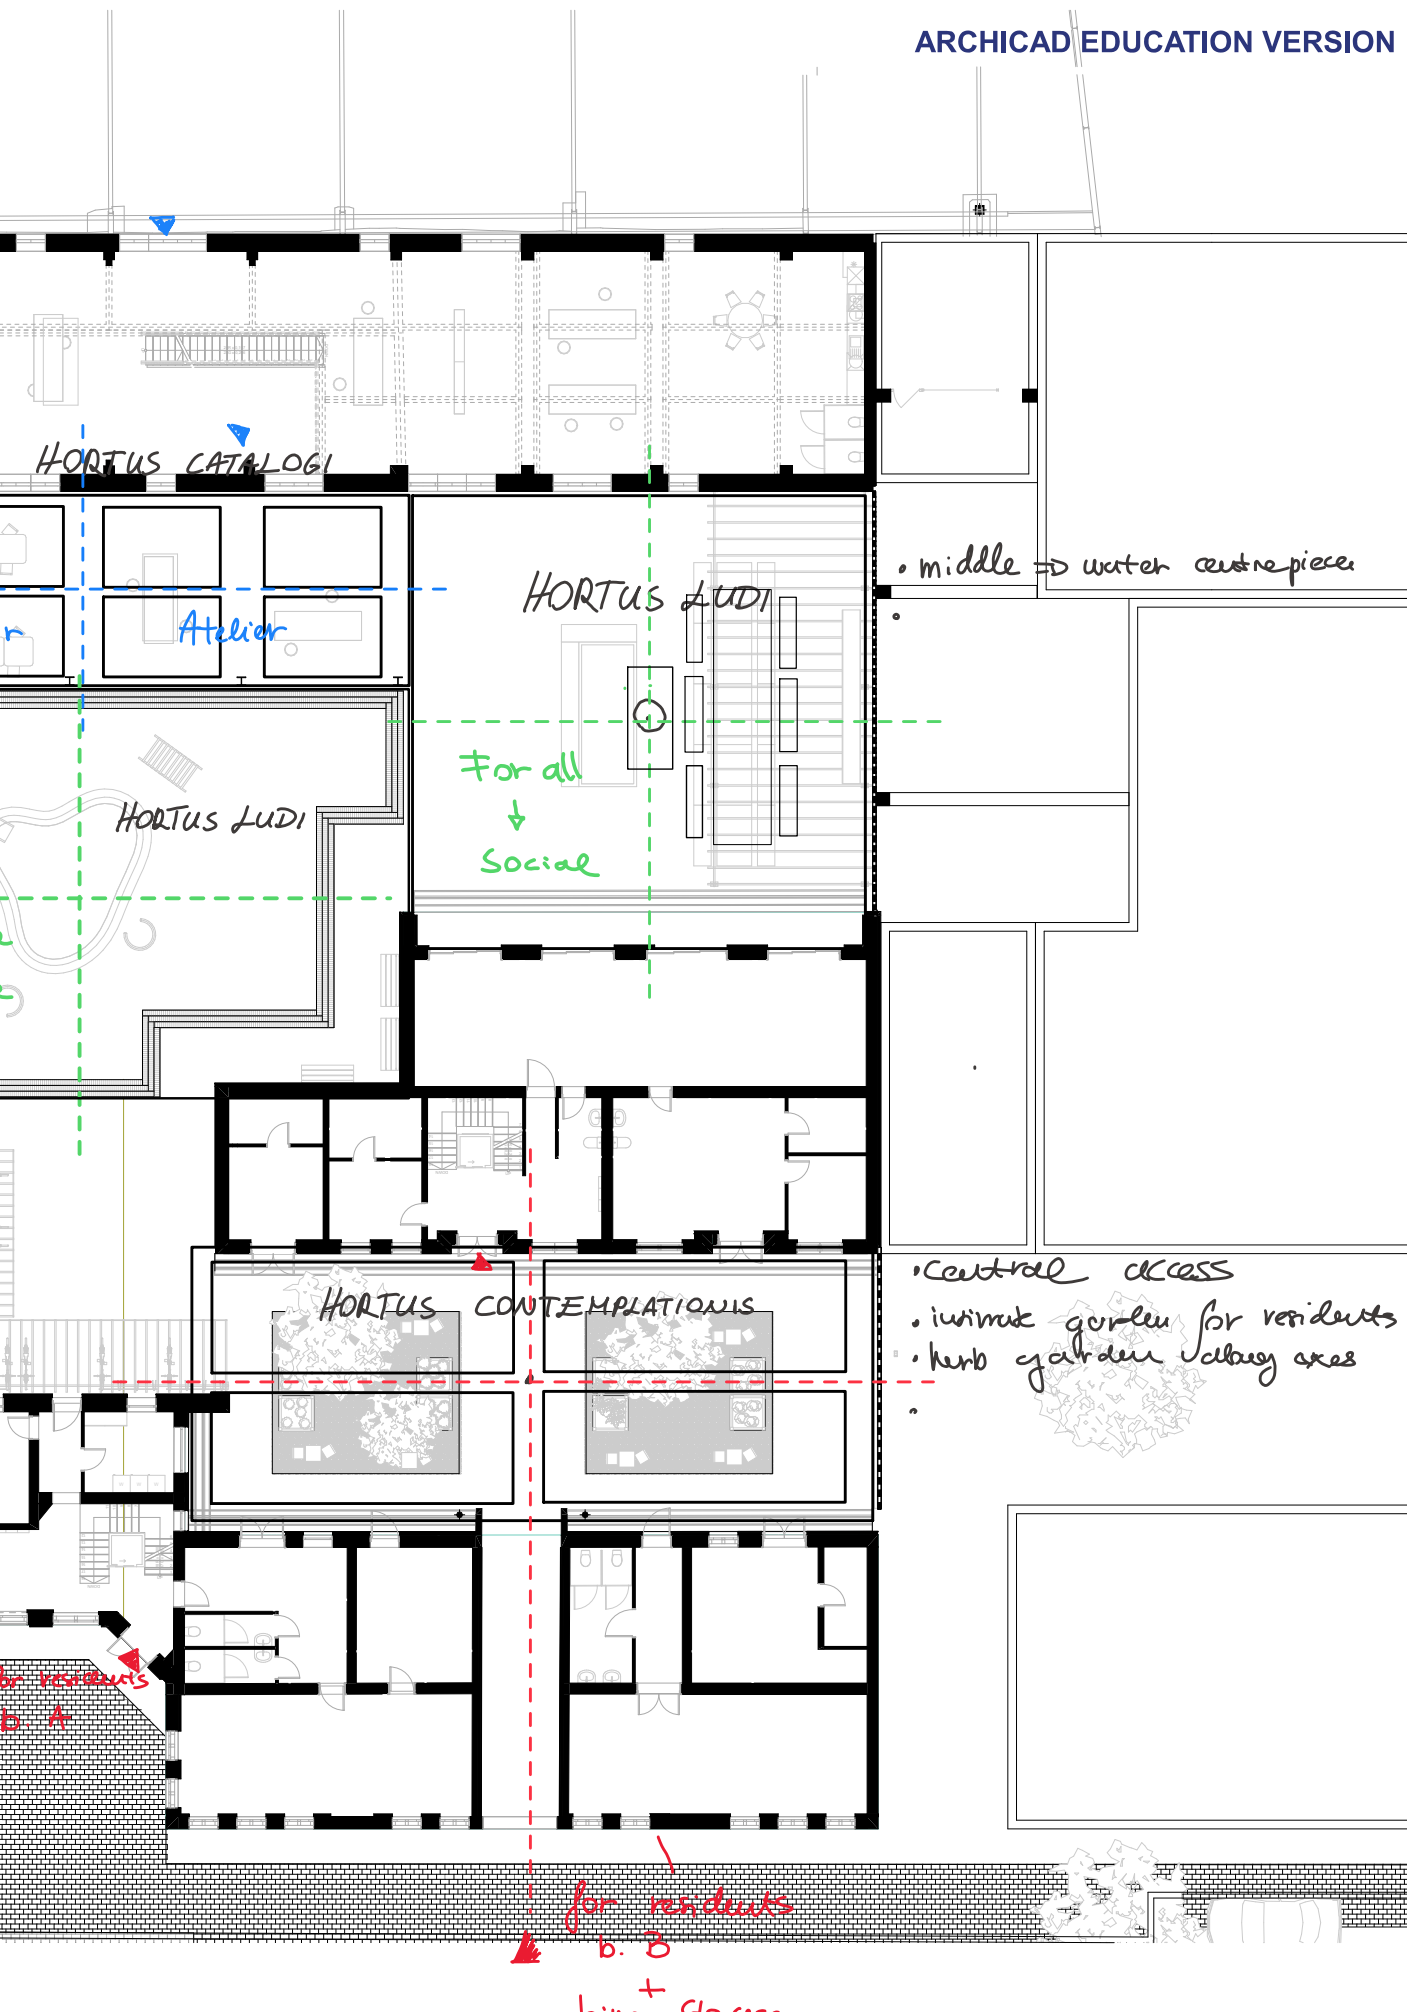 ARCHICAD EDUCATION VERSION
HORTUS CATALOGI
HORTUS LUDI
• middle => water centrepiece
•
Atelier
For all
↓
Social
HORTUS LUDI
HORTUS CONTEMPLATIONIS
• central access
• intimate garden for residents
• herb garden along axes
•
for residents
b. A
for residents
b. B
+